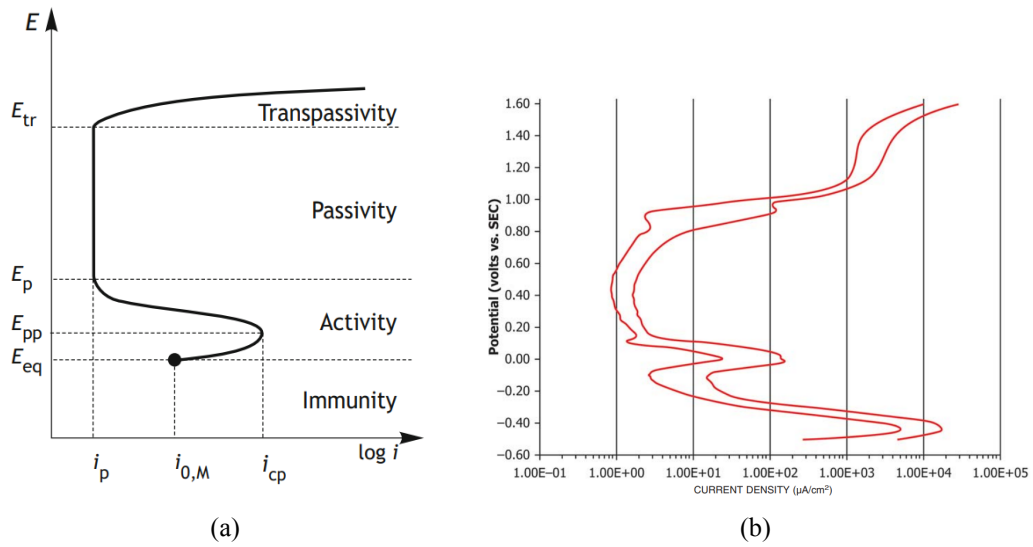 E
E_tr
Transpassivity
Passivity
E_p
E_pp
Activity
E_eq
Immunity
i_p
i_0,M
i_cp
log i
(a)
Potential (volts vs. SEC)
1.60
1.40
1.20
1.00
0.80
0.60
0.40
0.20
0.00
−0.20
−0.40
−0.60
1.00E−01 1.00E+00 1.00E+01 1.00E+02 1.00E+03 1.00E+04 1.00E+05
CURRENT DENSITY (µA/cm²)
(b)